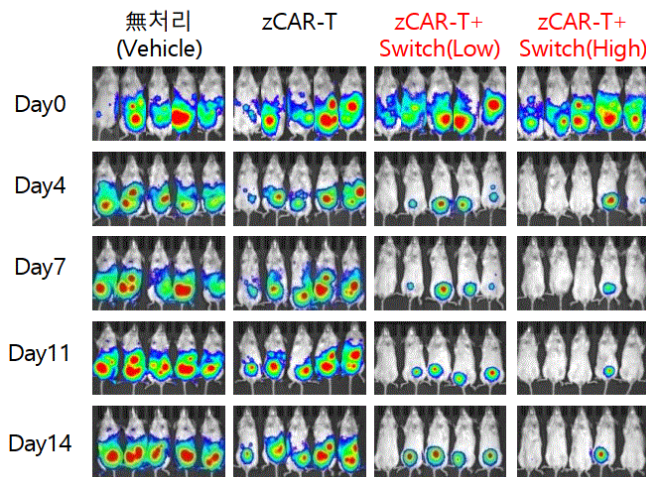 無처리
(Vehicle)
zCAR-T
zCAR-T+
Switch(Low)
zCAR-T+
Switch(High)
Day0
Day4
Day7
Day11
Day14